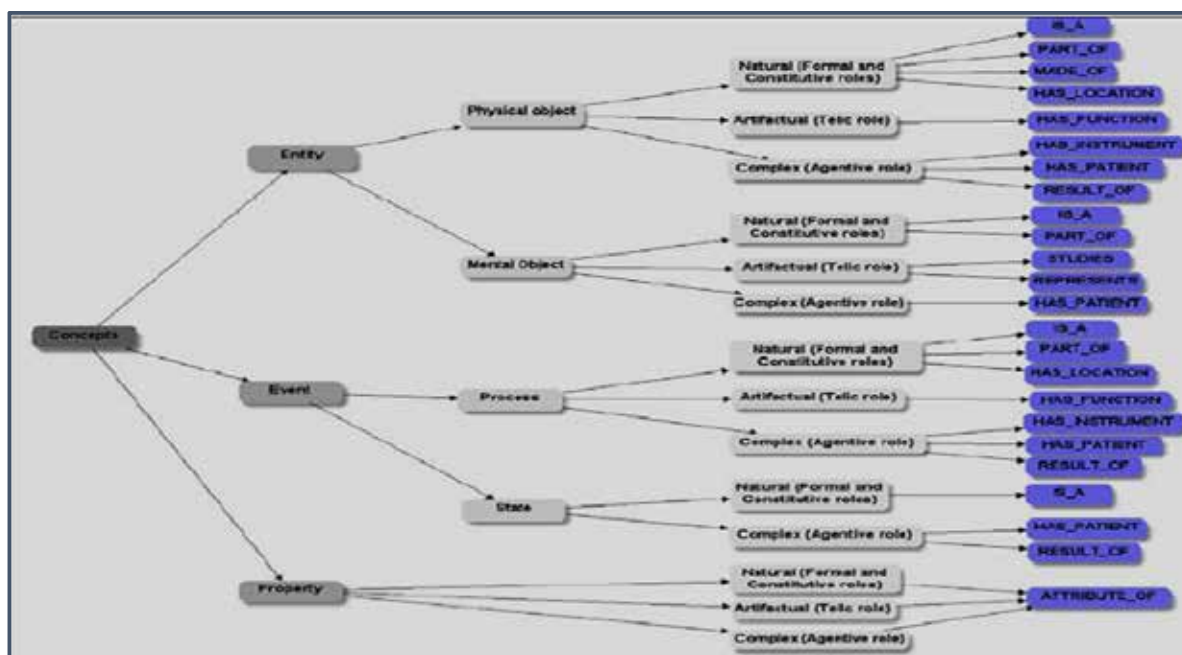 IS_A
PART_OF
MADE_OF
HAS_LOCATION
Natural (Formal and
Constitutive roles)
Physical object
Artifactual (Telic role)
HAS_FUNCTION
HAS_INSTRUMENT
Complex (Agentive role)
HAS_PATIENT
RESULT_OF
Entity
Natural (Formal and
Constitutive roles)
IS_A
PART_OF
Mental Object
Artifactual (Telic role)
STUDIES
REPRESENTS
Complex (Agentive role)
HAS_PATIENT
Concepts
Natural (Formal and
Constitutive roles)
IS_A
PART_OF
HAS_LOCATION
Event
Process
Artifactual (Telic role)
HAS_FUNCTION
Complex (Agentive role)
HAS_INSTRUMENT
HAS_PATIENT
RESULT_OF
State
Natural (Formal and
Constitutive roles)
IS_A
Complex (Agentive role)
HAS_PATIENT
RESULT_OF
Property
Natural (Formal and
Constitutive roles)
Artifactual (Telic role)
Complex (Agentive role)
ATTRIBUTE_OF